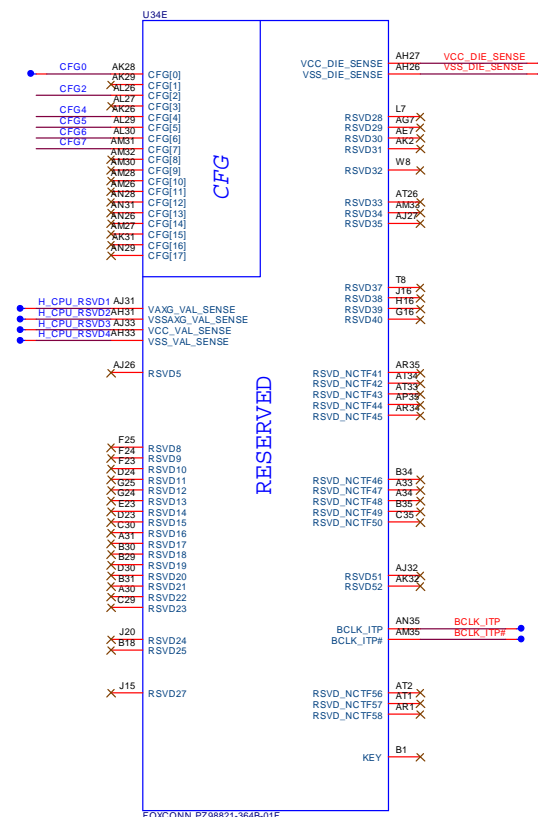 U34E
CFG0 AK28 CFG[0]
AK29 CFG[1]
CFG2 AL26 CFG[2]
AL27 CFG[3]
CFG4 AK26 CFG[4]
CFG5 AL29 CFG[5]
CFG6 AL30 CFG[6]
CFG7 AM31 CFG[7]
AM32 CFG[8]
AM30 CFG[9]
AM28 CFG[10]
AM26 CFG[11]
AN28 CFG[12]
AN31 CFG[13]
AN26 CFG[14]
AM27 CFG[15]
AK31 CFG[16]
AN29 CFG[17]
CFG
H_CPU_RSVD1 AJ31 VAXG_VAL_SENSE
H_CPU_RSVD2 AH31 VSSAXG_VAL_SENSE
H_CPU_RSVD3 AJ33 VCC_VAL_SENSE
H_CPU_RSVD4 AH33 VSS_VAL_SENSE
AJ26 RSVD5
RESERVED
F25 RSVD8
F24 RSVD9
F23 RSVD10
D24 RSVD11
G25 RSVD12
G24 RSVD13
E23 RSVD14
D23 RSVD15
C30 RSVD16
A31 RSVD17
B30 RSVD18
B29 RSVD19
D30 RSVD20
B31 RSVD21
A30 RSVD22
C29 RSVD23
J20 RSVD24
B18 RSVD25
J15 RSVD27
VCC_DIE_SENSE AH27 VCC_DIE_SENSE
VSS_DIE_SENSE AH26 VSS_DIE_SENSE
RSVD28 L7
RSVD29 AG7
RSVD30 AE7
RSVD31 AK2
RSVD32 W8
RSVD33 AT26
RSVD34 AM33
RSVD35 AJ27
RSVD37 T8
RSVD38 J16
RSVD39 H16
RSVD40 G16
RSVD_NCTF41 AR35
RSVD_NCTF42 AT34
RSVD_NCTF43 AT33
RSVD_NCTF44 AP35
RSVD_NCTF45 AR34
RSVD_NCTF46 B34
RSVD_NCTF47 A33
RSVD_NCTF48 A34
RSVD_NCTF49 B35
RSVD_NCTF50 C35
RSVD51 AJ32
RSVD52 AK32
BCLK_ITP AN35 BCLK_ITP
BCLK_ITP# AM35 BCLK_ITP#
RSVD_NCTF56 AT2
RSVD_NCTF57 AT1
RSVD_NCTF58 AR1
KEY B1
FOXCONN PZ98821-364B-01F